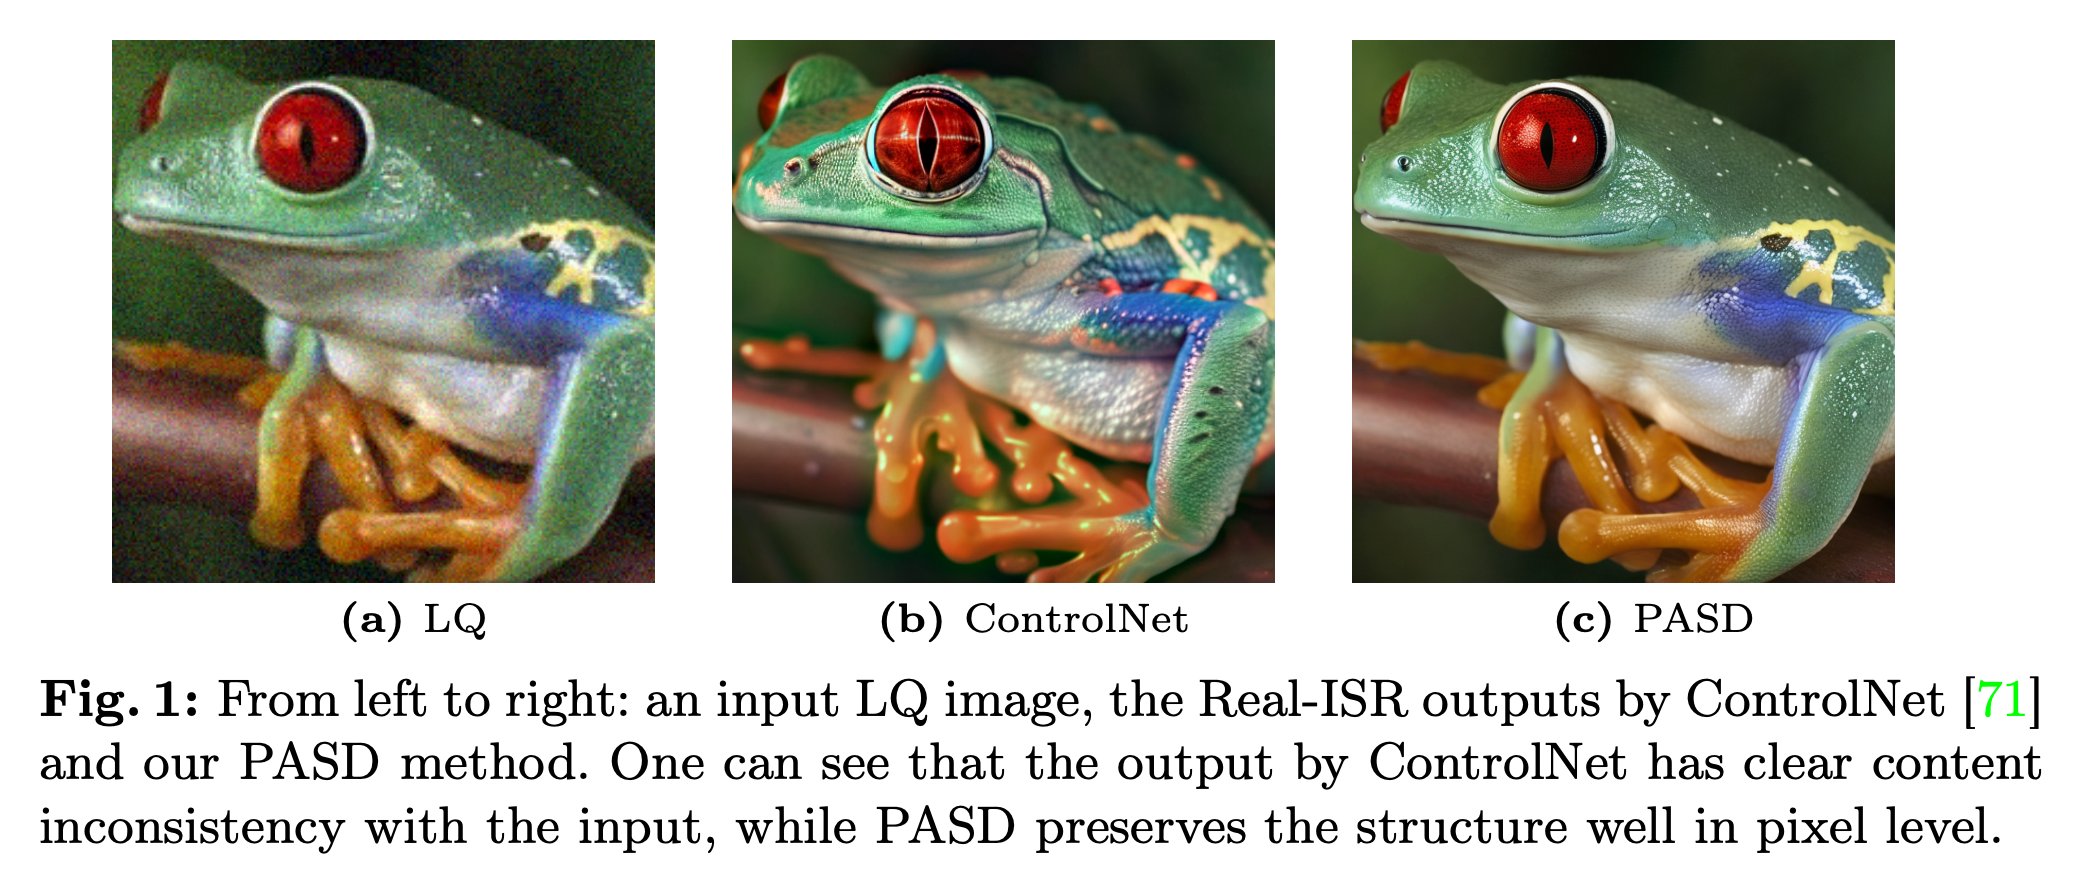 (a) LQ
(b) ControlNet
(c) PASD
Fig. 1: From left to right: an input LQ image, the Real-ISR outputs by ControlNet [71]
and our PASD method. One can see that the output by ControlNet has clear content
inconsistency with the input, while PASD preserves the structure well in pixel level.